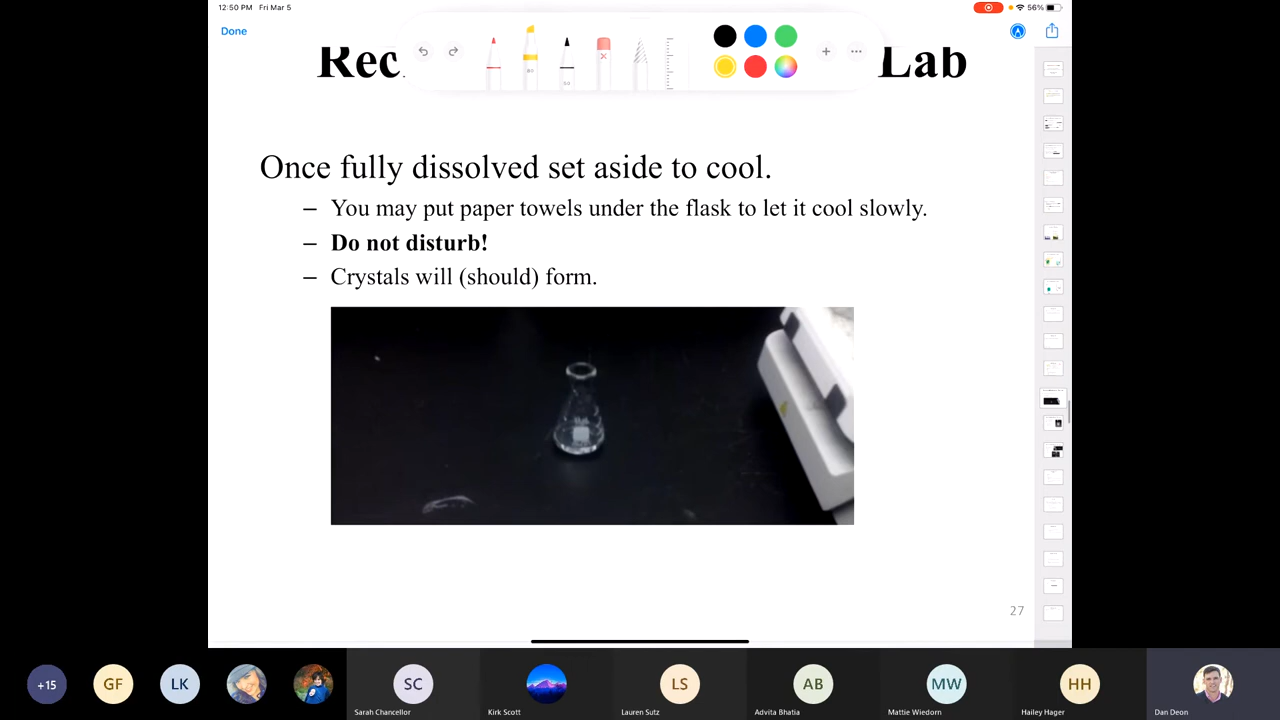 12:50 PM Fri Mar 5
56%
Done
Rec
Lab
Once fully dissolved set aside to cool.
– You may put paper towels under the flask to let it cool slowly.
– Do not disturb!
– Crystals will (should) form.
27
+15
GF
LK
SC
LS
AB
MW
HH
Sarah Chancellor
Kirk Scott
Lauren Sutz
Advita Bhatia
Mattie Wiedorn
Hailey Hager
Dan Deon